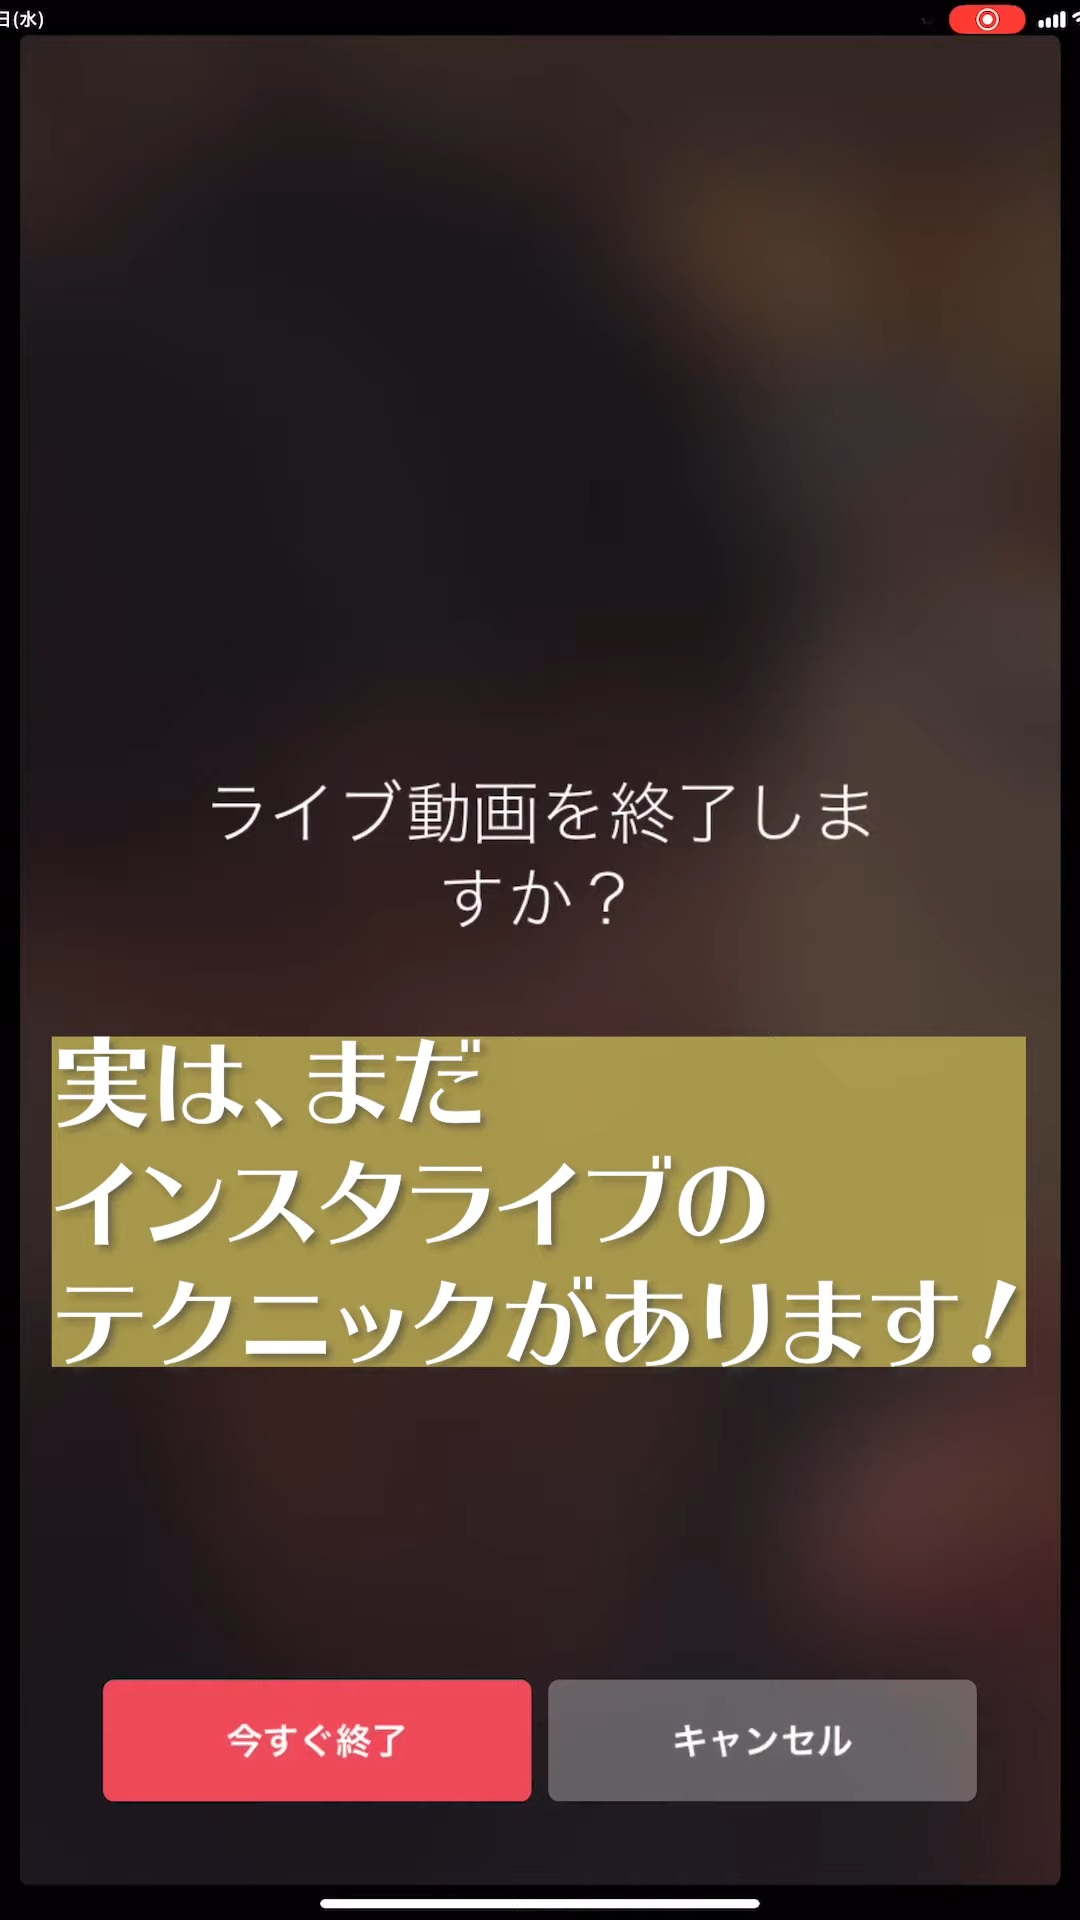 日(水)
ライブ動画を終了しま
すか？
実は、まだ
インスタライブの
テクニックがあります！
今すぐ終了
キャンセル